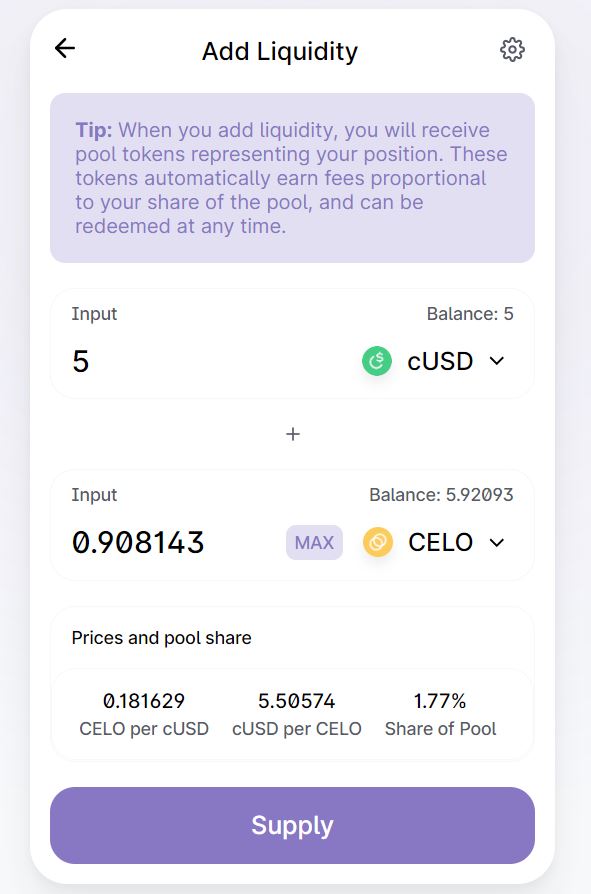 Add Liquidity
Tip: When you add liquidity, you will receive
pool tokens representing your position. These
tokens automatically earn fees proportional
to your share of the pool, and can be
redeemed at any time.
Input
Balance: 5
5
cUSD
+
Input
Balance: 5.92093
0.908143
MAX
CELO
Prices and pool share
0.181629
5.50574
1.77%
CELO per cUSD
cUSD per CELO
Share of Pool
Supply